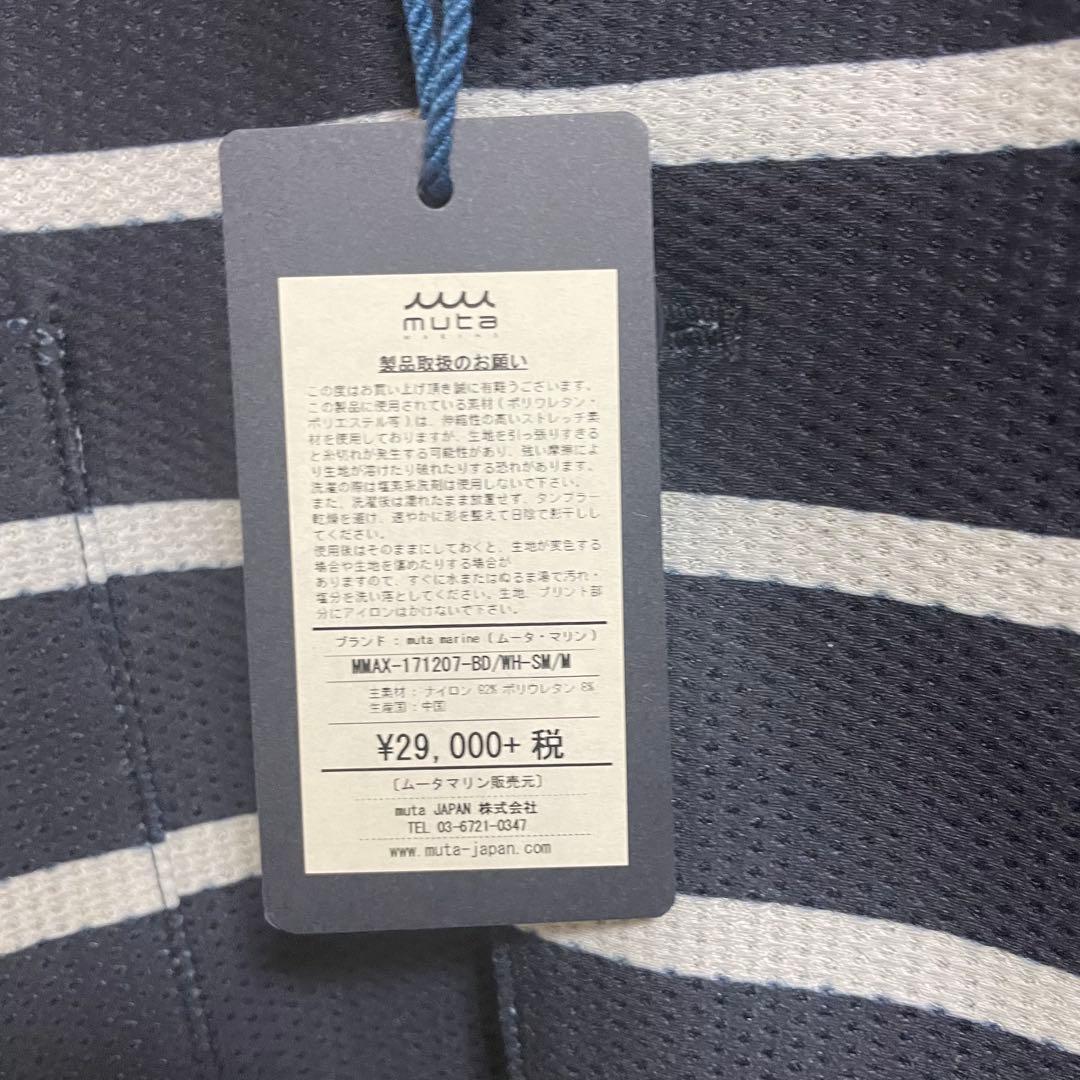 muta
MARINE
製品取扱のお願い
この度はお買い上げ頂き誠に有難うございます。
この製品に使用されている素材(ポリウレタン・
ポリエステル等)は、伸縮性の高いストレッチ素
材を使用しておりますが、生地を引っ張りすぎる
と糸切れが発生する可能性があり、強い摩擦によ
り生地が溶けたり破れたりする恐れがあります。
洗濯の際は塩素系洗剤は使用しないで下さい。
また、洗濯後は濡れたまま放置せず、タンブラー
乾燥を避け、速やかに形を整えて日陰で影干しし
てください。
使用後はそのままにしておくと、生地が変色する
場合や生地を傷めたりする場合が
ありますので、すぐに水またはぬるま湯で汚れ・
塩分を洗い落としてください。生地、プリント部
分にアイロンはかけないで下さい。
ブランド : muta marine (ムータ・マリン)
MMAX-171207-BD/WH-SM/M
主素材 : ナイロン 92% ポリウレタン 8%
生産国 : 中国
¥29,000+ 税
〔ムータマリン販売元〕
muta JAPAN 株式会社
TEL 03-6721-0347
www.muta-japan.com